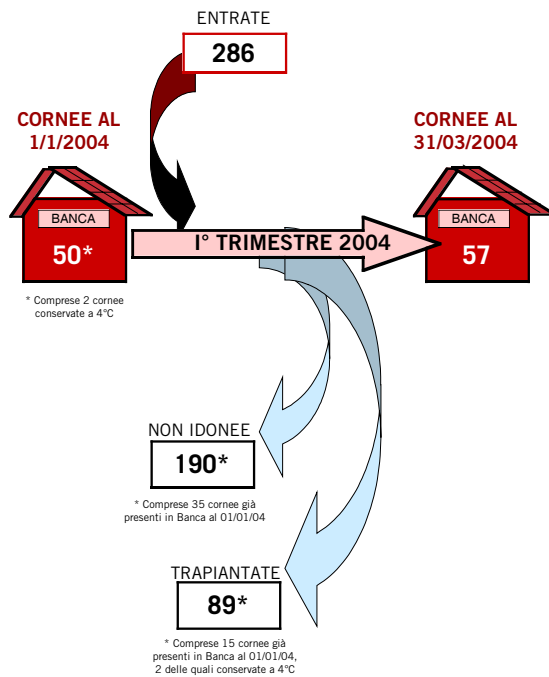 ENTRATE
286
CORNEE AL
1/1/2004
CORNEE AL
31/03/2004
BANCA
50*
I° TRIMESTRE 2004
BANCA
57
* Comprese 2 cornee
conservate a 4°C
NON IDONEE
190*
* Comprese 35 cornee già
presenti in Banca al 01/01/04
TRAPIANTATE
89*
* Comprese 15 cornee già
presenti in Banca al 01/01/04,
2 delle quali conservate a 4°C